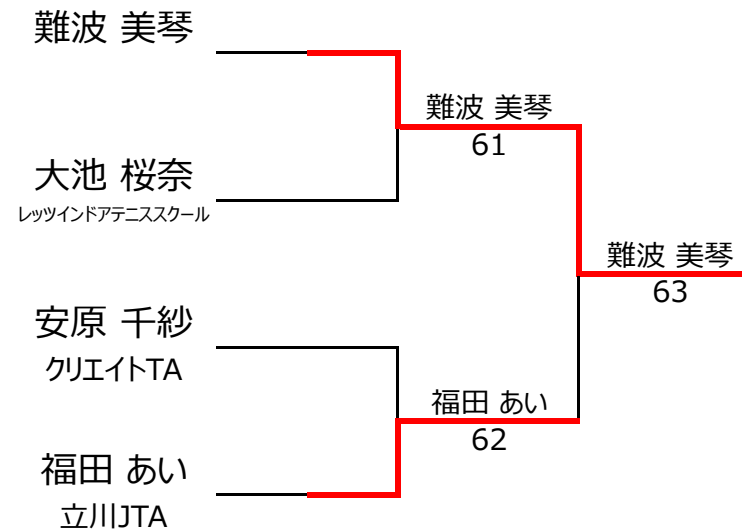 難波 美琴
大池 桜奈
レッツインドアテニススクール
安原 千紗
クリエイトTA
福田 あい
立川JTA
難波 美琴
61
福田 あい
62
難波 美琴
63